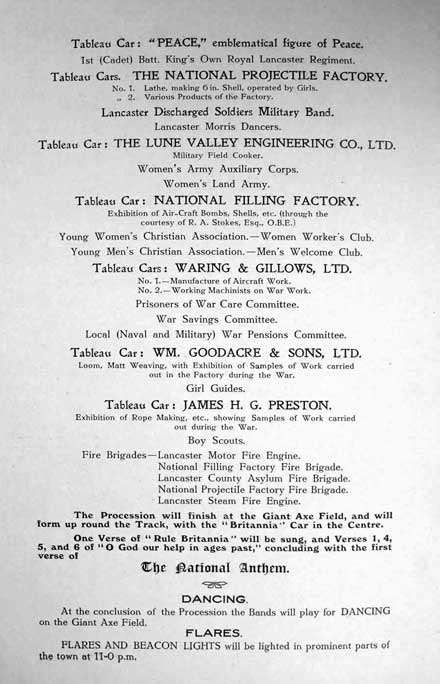 Tableau Car: "PEACE," emblematical figure of Peace.
1st (Cadet) Batt. King's Own Royal Lancaster Regiment.
Tableau Cars. THE NATIONAL PROJECTILE FACTORY.
No. 1. Lathe, making 6 in. Shell, operated by Girls.
„ 2. Various Products of the Factory.
Lancaster Discharged Soldiers Military Band.
Lancaster Morris Dancers.
Tableau Car: THE LUNE VALLEY ENGINEERING CO., LTD.
Military Field Cooker.
Women's Army Auxiliary Corps.
Women's Land Army.
Tableau Car: NATIONAL FILLING FACTORY.
Exhibition of Air-Craft Bombs, Shells, etc. (through the
courtesy of R. A. Stokes, Esq., O.B.E.)
Young Women's Christian Association.—Women Worker's Club.
Young Men's Christian Association.—Men's Welcome Club.
Tableau Cars: WARING & GILLOWS, LTD.
No. 1.—Manufacture of Aircraft Work.
No. 2.—Working Machinists on War Work.
Prisoners of War Care Committee.
War Savings Committee.
Local (Naval and Military) War Pensions Committee.
Tableau Car: WM. GOODACRE & SONS, LTD.
Loom, Matt Weaving, with Exhibition of Samples of Work carried
out in the Factory during the War.
Girl Guides.
Tableau Car: JAMES H. G. PRESTON.
Exhibition of Rope Making, etc., showing Samples of Work carried
out during the War.
Boy Scouts.
Fire Brigades—Lancaster Motor Fire Engine.
National Filling Factory Fire Brigade.
Lancaster County Asylum Fire Brigade.
National Projectile Factory Fire Brigade.
Lancaster Steam Fire Engine.
The Procession will finish at the Giant Axe Field, and will
form up round the Track, with the "Britannia" Car in the Centre.
One Verse of "Rule Britannia" will be sung, and Verses 1, 4,
5, and 6 of "O God our help in ages past," concluding with the first
verse of
The National Anthem.
DANCING.
At the conclusion of the Procession the Bands will play for DANCING
on the Giant Axe Field.
FLARES.
FLARES AND BEACON LIGHTS will be lighted in prominent parts of
the town at 11-0 p.m.